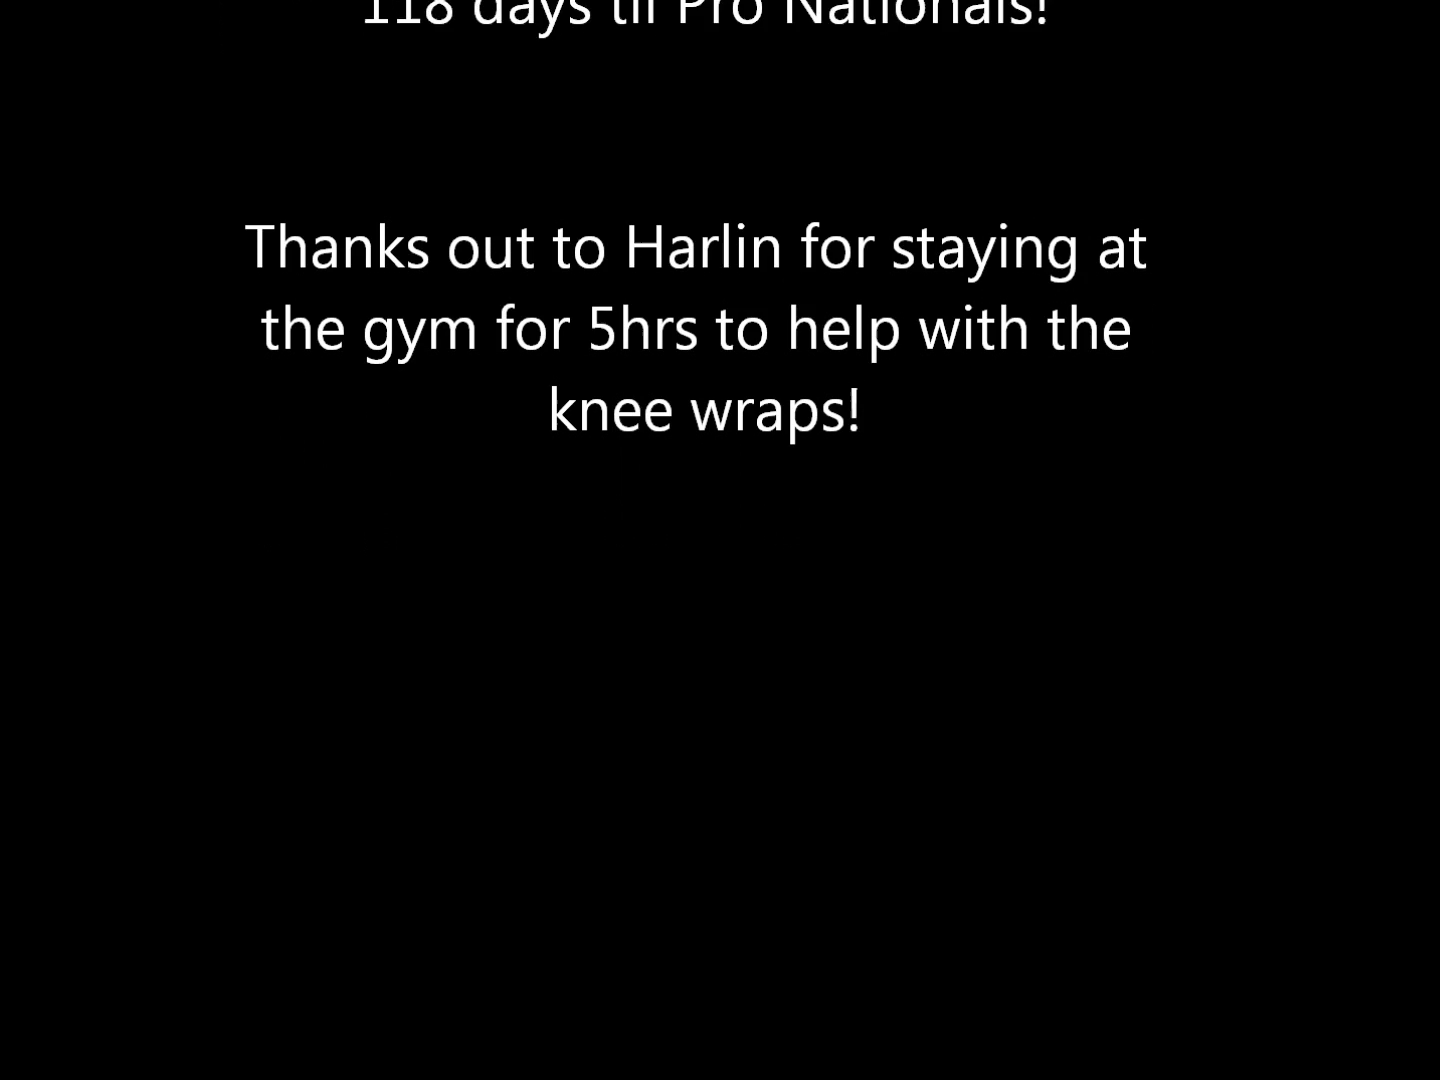 118 days til Pro Nationals!
Thanks out to Harlin for staying at
the gym for 5hrs to help with the
knee wraps!